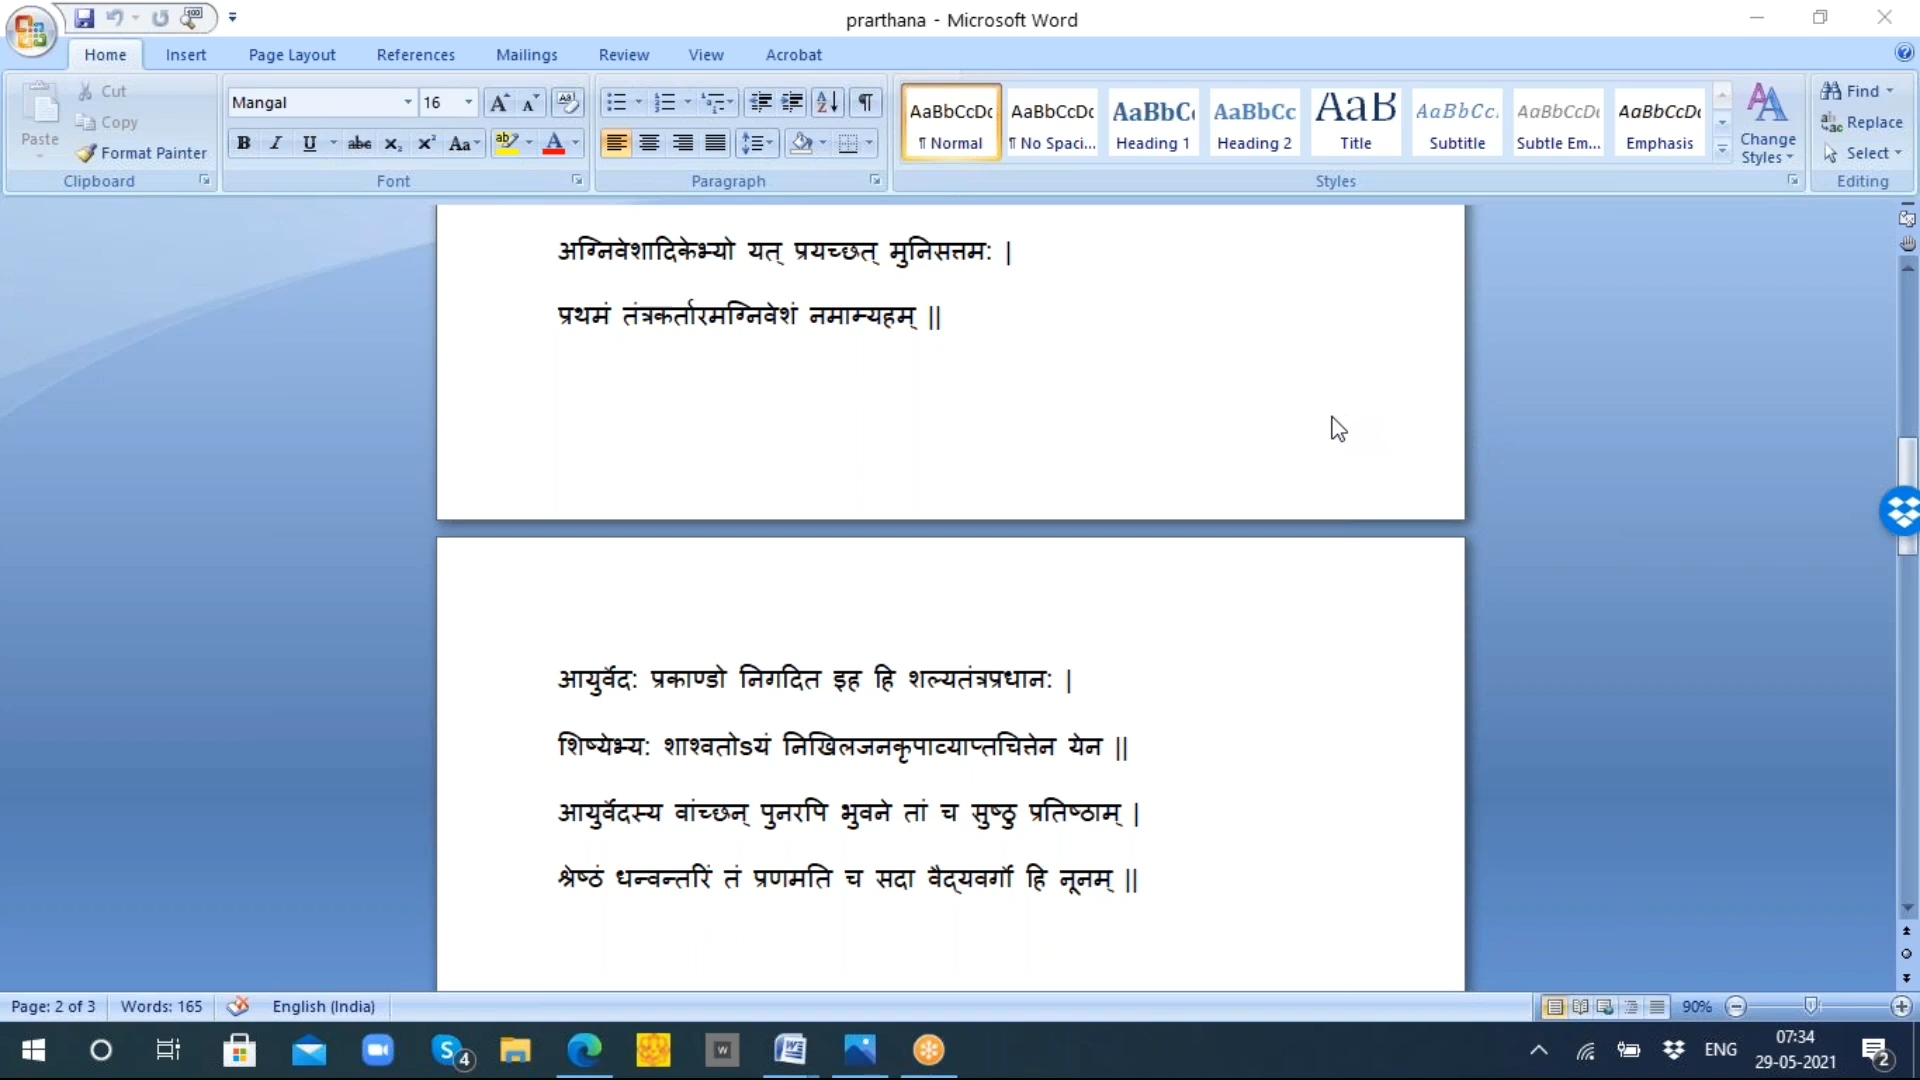 prarthana - Microsoft Word
Home Insert Page Layout References Mailings Review View Acrobat
Paste
Cut
Copy
Format Painter
Clipboard
Mangal 16
Font
Paragraph
AaBbCcDc AaBbCcDc AaBbC AaBbCc AaB AaBbCc. AaBbCcDc AaBbCcDc
¶ Normal ¶ No Spaci... Heading 1 Heading 2 Title Subtitle Subtle Em... Emphasis
Change Styles
Styles
Find
Replace
Select
Editing
अग्निवेशादिकेभ्यो यत् प्रयच्छत् मुनिसत्तम: |
प्रथमं तंत्रकर्तारमग्निवेशं नमाम्यहम् ||
आयुर्वेद: प्रकाण्डो निगदित इह हि शल्यतंत्रप्रधान: |
शिष्येभ्य: शाश्वतोऽयं निखिलजनकृपाव्याप्तचित्तेन येन ||
आयुर्वेदस्य वांच्छन् पुनरपि भुवने तां च सुष्ठु प्रतिष्ठाम् |
श्रेष्ठं धन्वन्तरिं तं प्रणमति च सदा वैद्यवर्गो हि नूनम् ||
Page: 2 of 3 Words: 165 English (India) 90%
ENG
07:34
29-05-2021